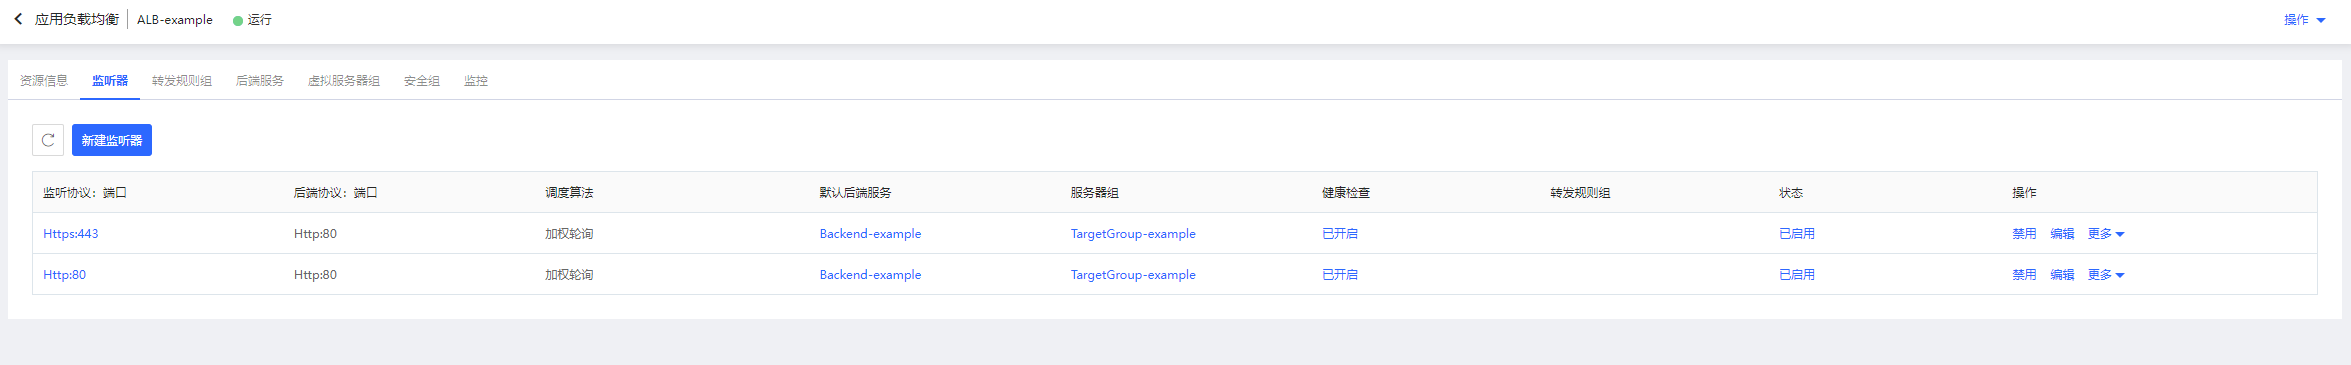 应用负载均衡 ALB-example 运行 操作
资源信息 监听器 转发规则组 后端服务 虚拟服务器组 安全组 监控
新建监听器
监听协议：端口 后端协议：端口 调度算法 默认后端服务 服务器组 健康检查 转发规则组 状态 操作
Https:443 Http:80 加权轮询 Backend-example TargetGroup-example 已开启 已启用 禁用 编辑 更多
Http:80 Http:80 加权轮询 Backend-example TargetGroup-example 已开启 已启用 禁用 编辑 更多